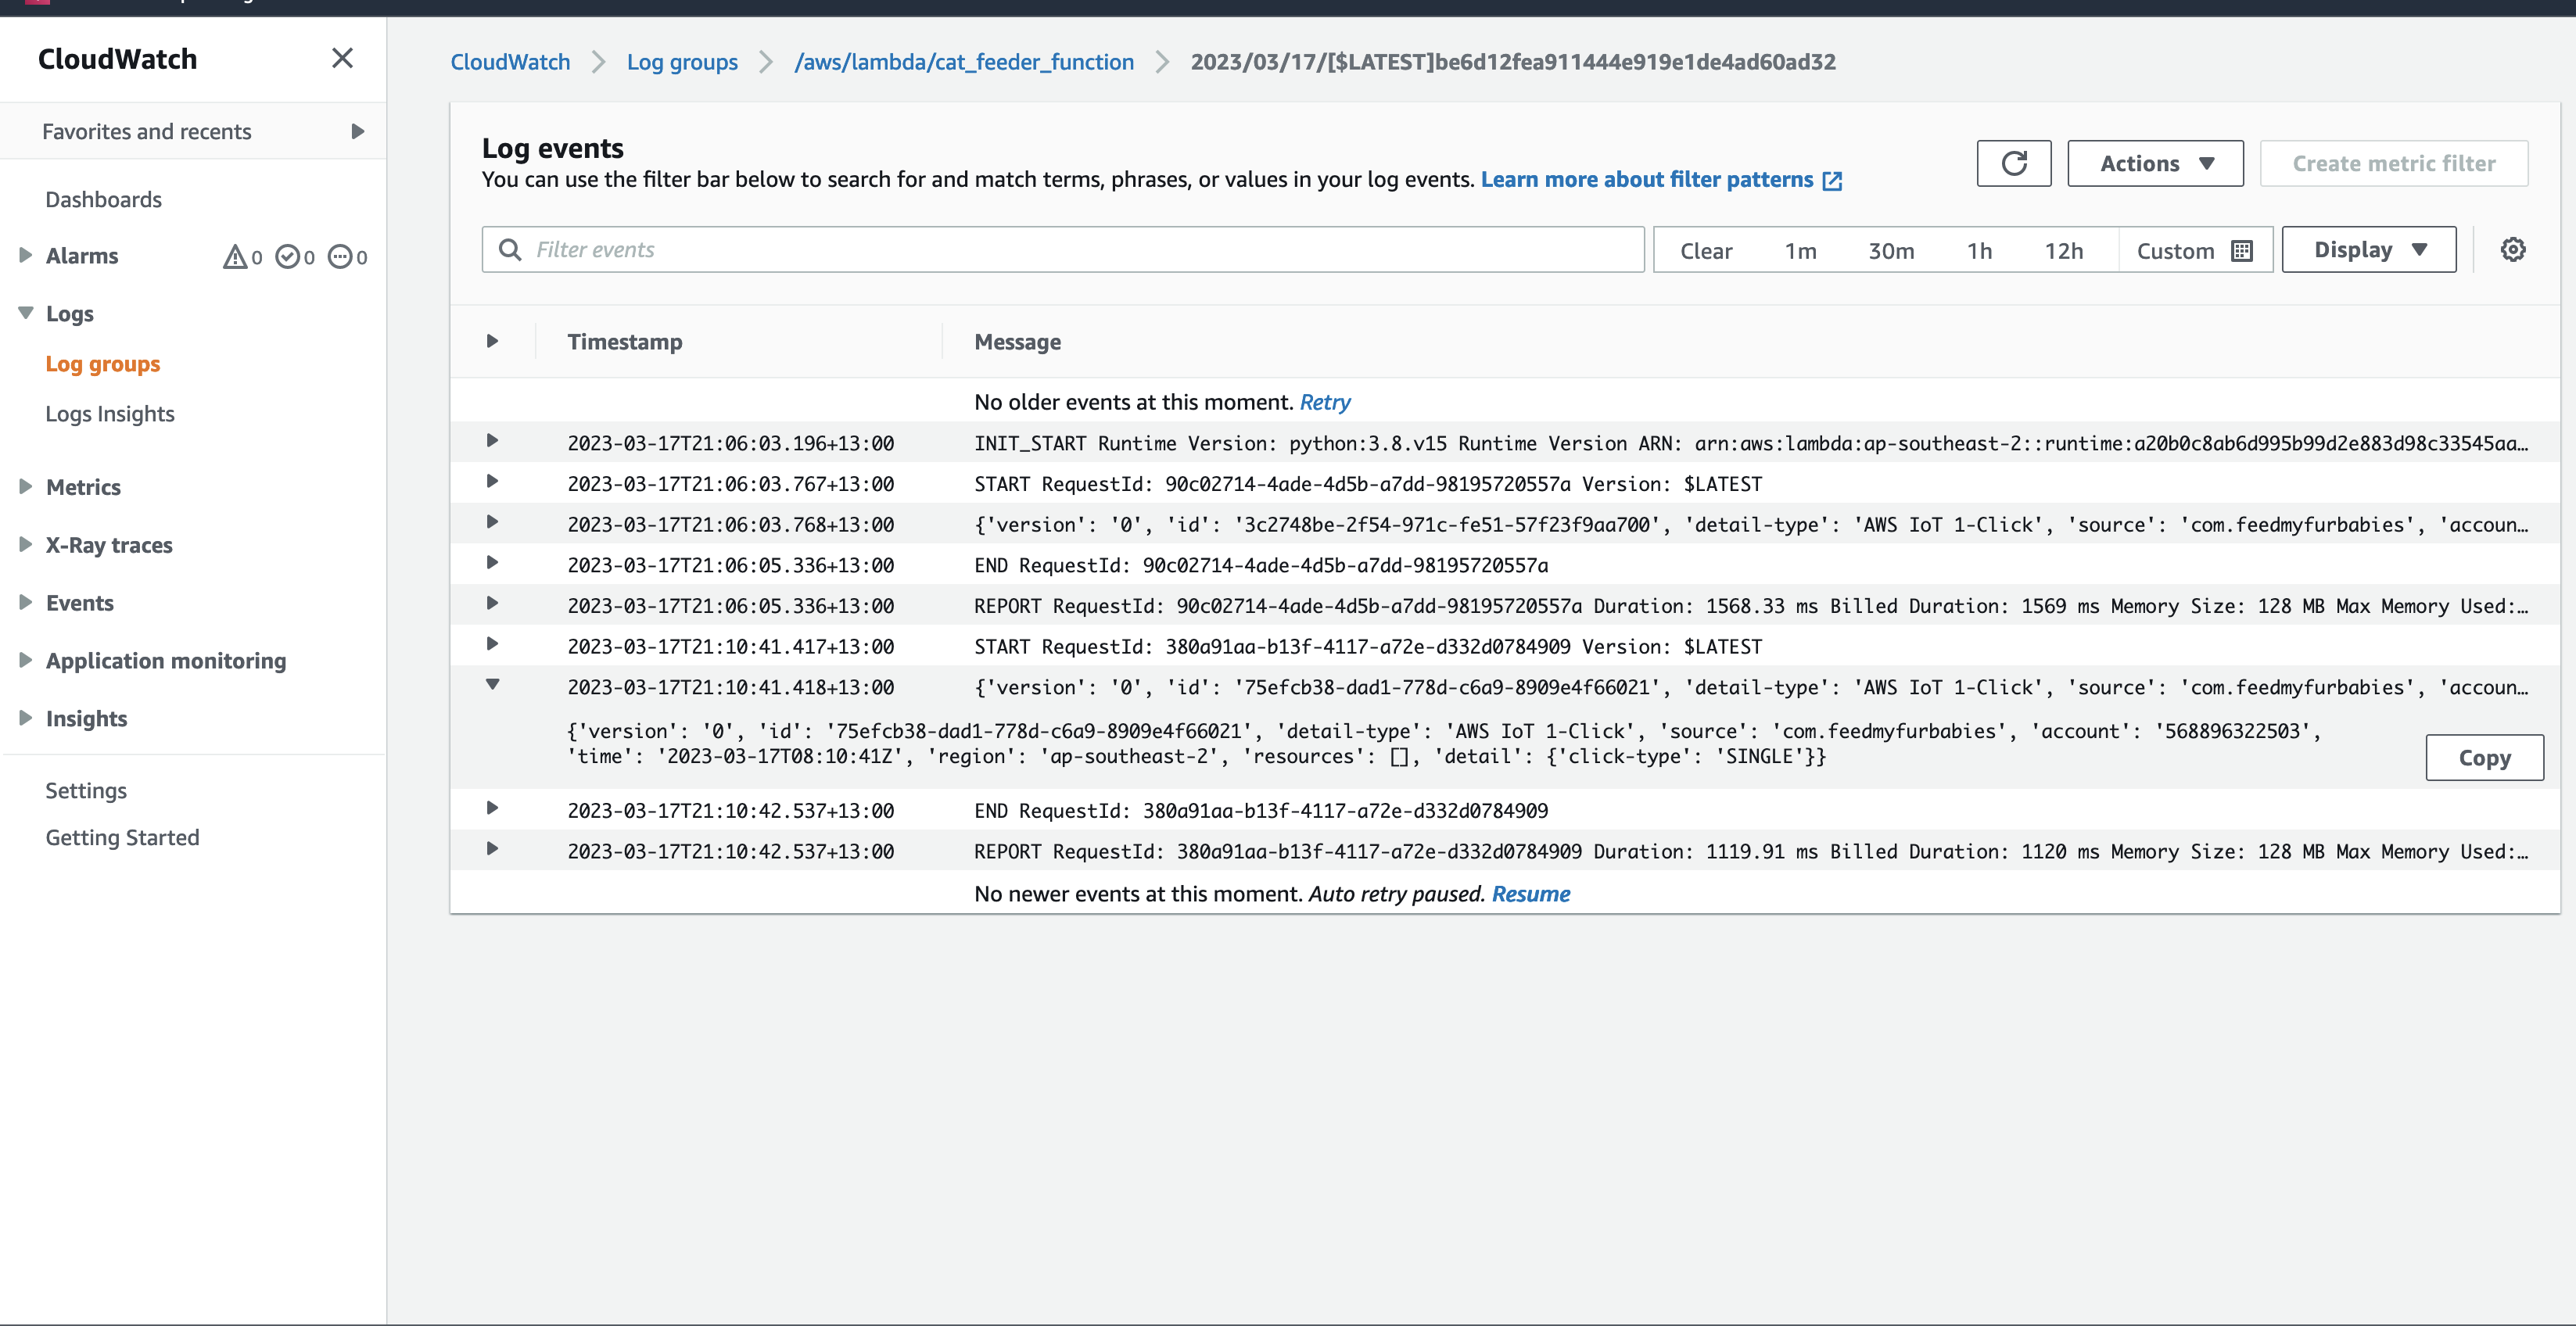 CloudWatch
Favorites and recents
Dashboards
Alarms 0 0 0
Logs
Log groups
Logs Insights
Metrics
X-Ray traces
Events
Application monitoring
Insights
Settings
Getting Started
CloudWatch Log groups /aws/lambda/cat_feeder_function 2023/03/17/[$LATEST]be6d12fea911444e919e1de4ad60ad32
Log events
You can use the filter bar below to search for and match terms, phrases, or values in your log events. Learn more about filter patterns
Actions
Create metric filter
Filter events
Clear 1m 30m 1h 12h Custom Display
Timestamp Message
No older events at this moment. Retry
2023-03-17T21:06:03.196+13:00 INIT_START Runtime Version: python:3.8.v15 Runtime Version ARN: arn:aws:lambda:ap-southeast-2::runtime:a20b0c8ab6d995b99d2e883d98c33545aa…
2023-03-17T21:06:03.767+13:00 START RequestId: 90c02714-4ade-4d5b-a7dd-98195720557a Version: $LATEST
2023-03-17T21:06:03.768+13:00 {'version': '0', 'id': '3c2748be-2f54-971c-fe51-57f23f9aa700', 'detail-type': 'AWS IoT 1-Click', 'source': 'com.feedmyfurbabies', 'accoun…
2023-03-17T21:06:05.336+13:00 END RequestId: 90c02714-4ade-4d5b-a7dd-98195720557a
2023-03-17T21:06:05.336+13:00 REPORT RequestId: 90c02714-4ade-4d5b-a7dd-98195720557a Duration: 1568.33 ms Billed Duration: 1569 ms Memory Size: 128 MB Max Memory Used:…
2023-03-17T21:10:41.417+13:00 START RequestId: 380a91aa-b13f-4117-a72e-d332d0784909 Version: $LATEST
2023-03-17T21:10:41.418+13:00 {'version': '0', 'id': '75efcb38-dad1-778d-c6a9-8909e4f66021', 'detail-type': 'AWS IoT 1-Click', 'source': 'com.feedmyfurbabies', 'accoun…
{'version': '0', 'id': '75efcb38-dad1-778d-c6a9-8909e4f66021', 'detail-type': 'AWS IoT 1-Click', 'source': 'com.feedmyfurbabies', 'account': '568896322503',
'time': '2023-03-17T08:10:41Z', 'region': 'ap-southeast-2', 'resources': [], 'detail': {'click-type': 'SINGLE'}}
Copy
2023-03-17T21:10:42.537+13:00 END RequestId: 380a91aa-b13f-4117-a72e-d332d0784909
2023-03-17T21:10:42.537+13:00 REPORT RequestId: 380a91aa-b13f-4117-a72e-d332d0784909 Duration: 1119.91 ms Billed Duration: 1120 ms Memory Size: 128 MB Max Memory Used:…
No newer events at this moment. Auto retry paused. Resume